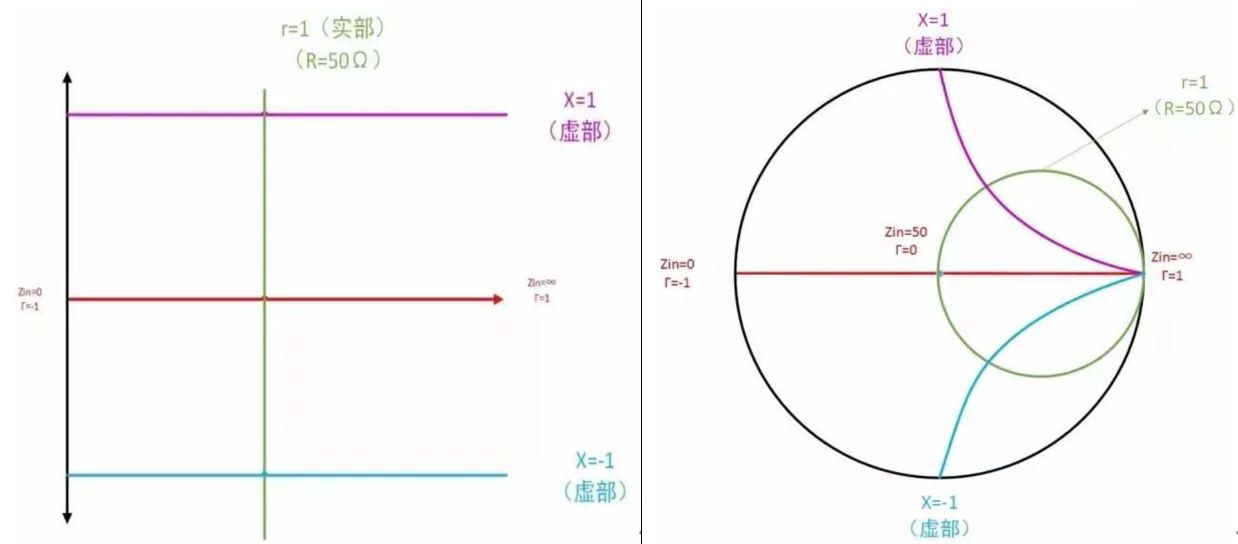 r=1（实部）
（R=50Ω）
X=1
（虚部）
Zin=0
Γ=-1
Zin=∞
Γ=1
X=-1
（虚部）
X=1
（虚部）
r=1
（R=50Ω）
Zin=50
Γ=0
Zin=0
Γ=-1
Zin=∞
Γ=1
X=-1
（虚部）